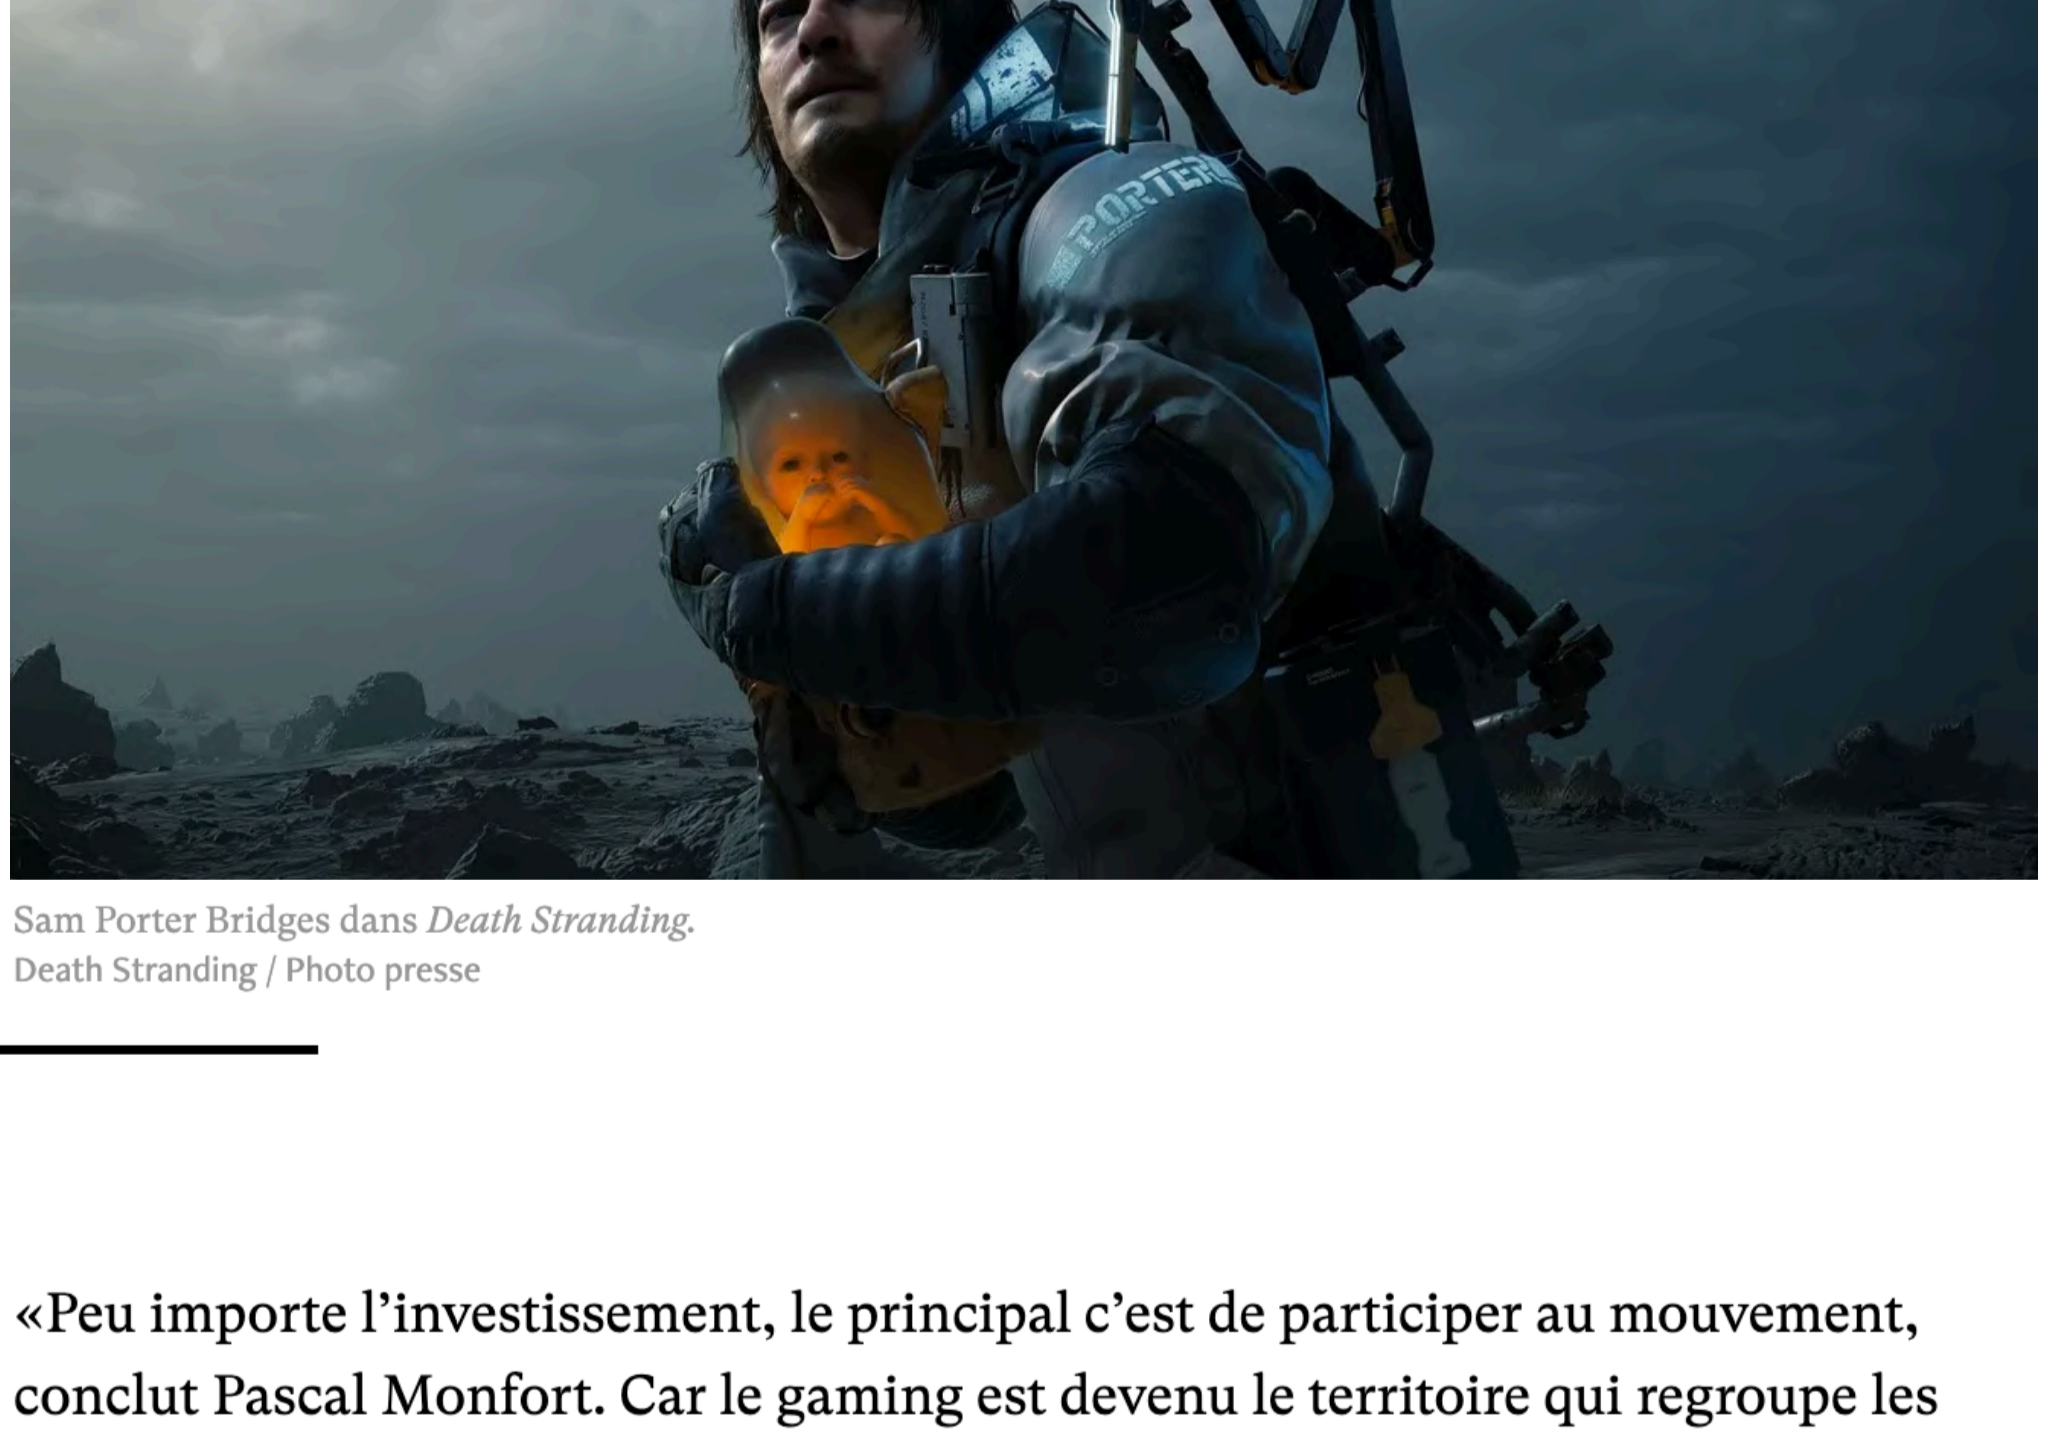 PORTER
Sam Porter Bridges dans Death Stranding.
Death Stranding / Photo presse
«Peu importe l’investissement, le principal c’est de participer au mouvement,
conclut Pascal Monfort. Car le gaming est devenu le territoire qui regroupe les